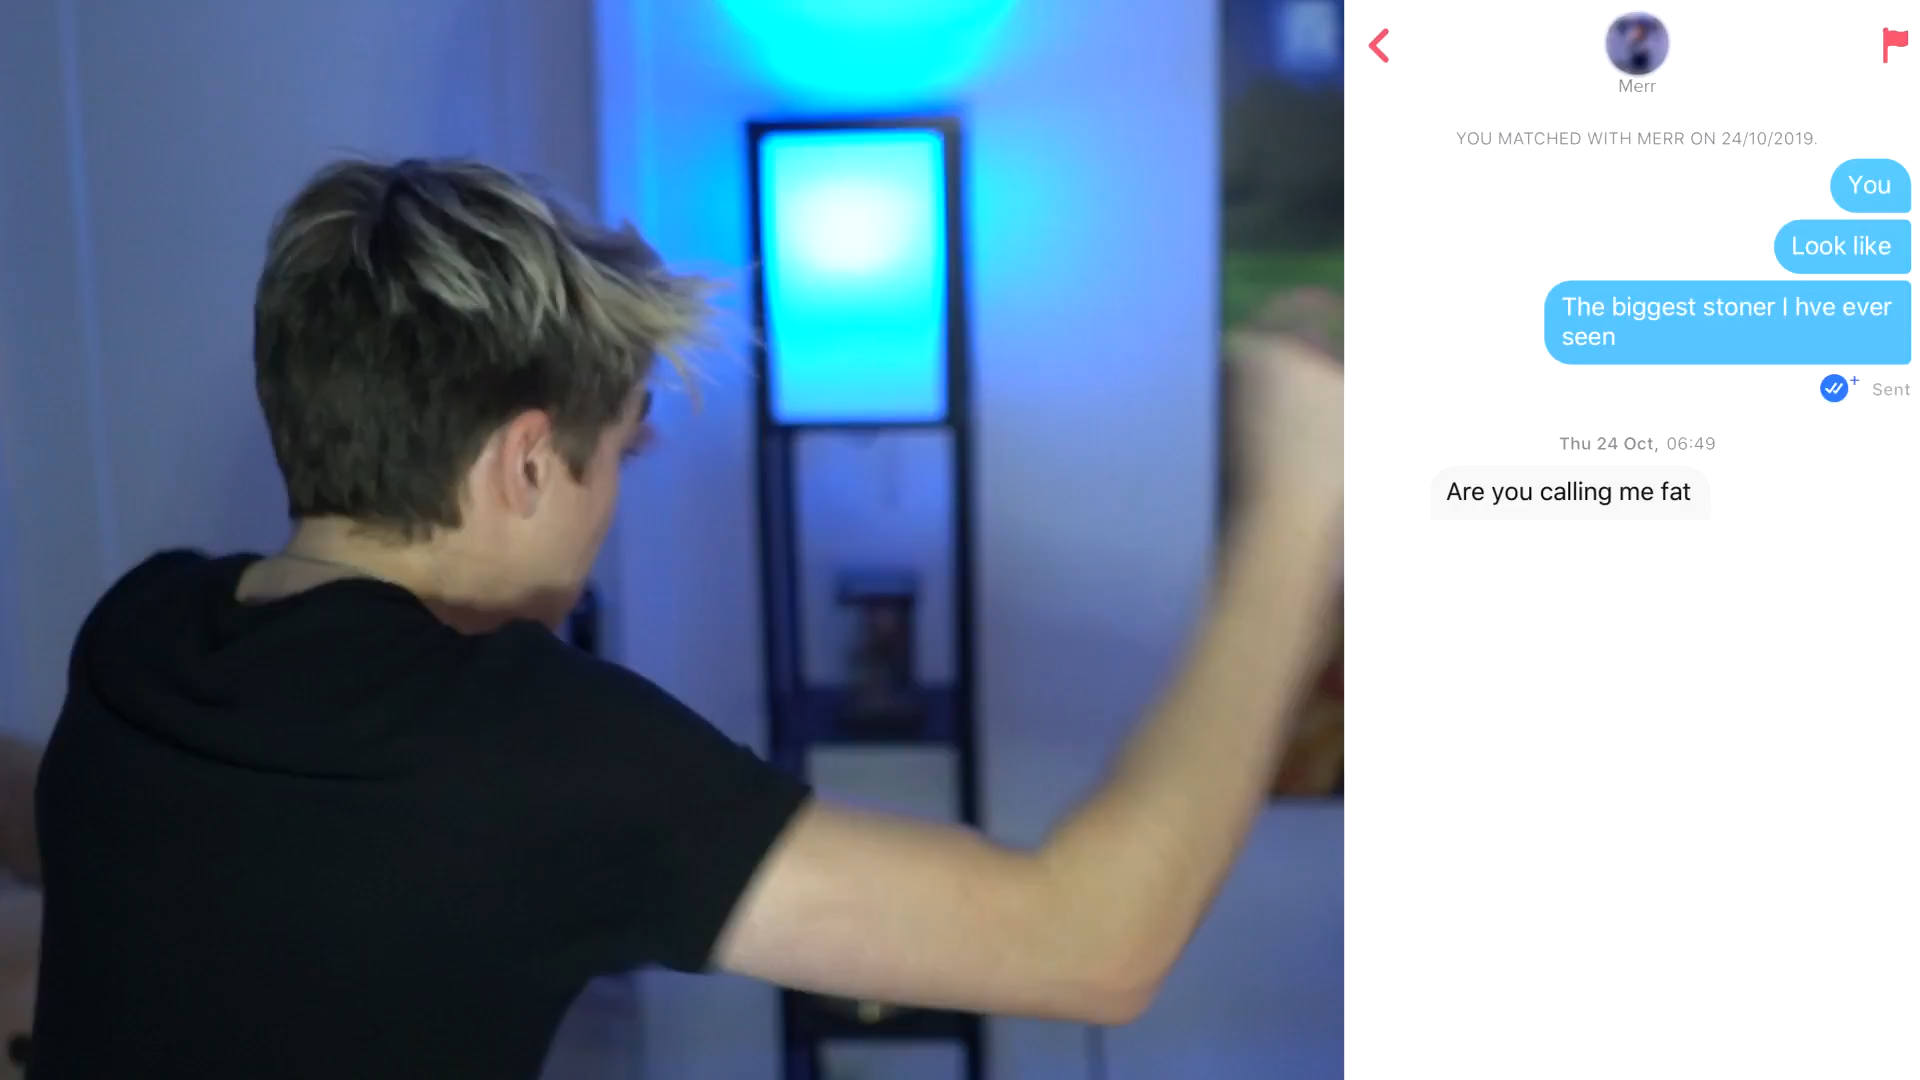 Merr
YOU MATCHED WITH MERR ON 24/10/2019.
You
Look like
The biggest stoner I hve ever
seen
Sent
Thu 24 Oct, 06:49
Are you calling me fat